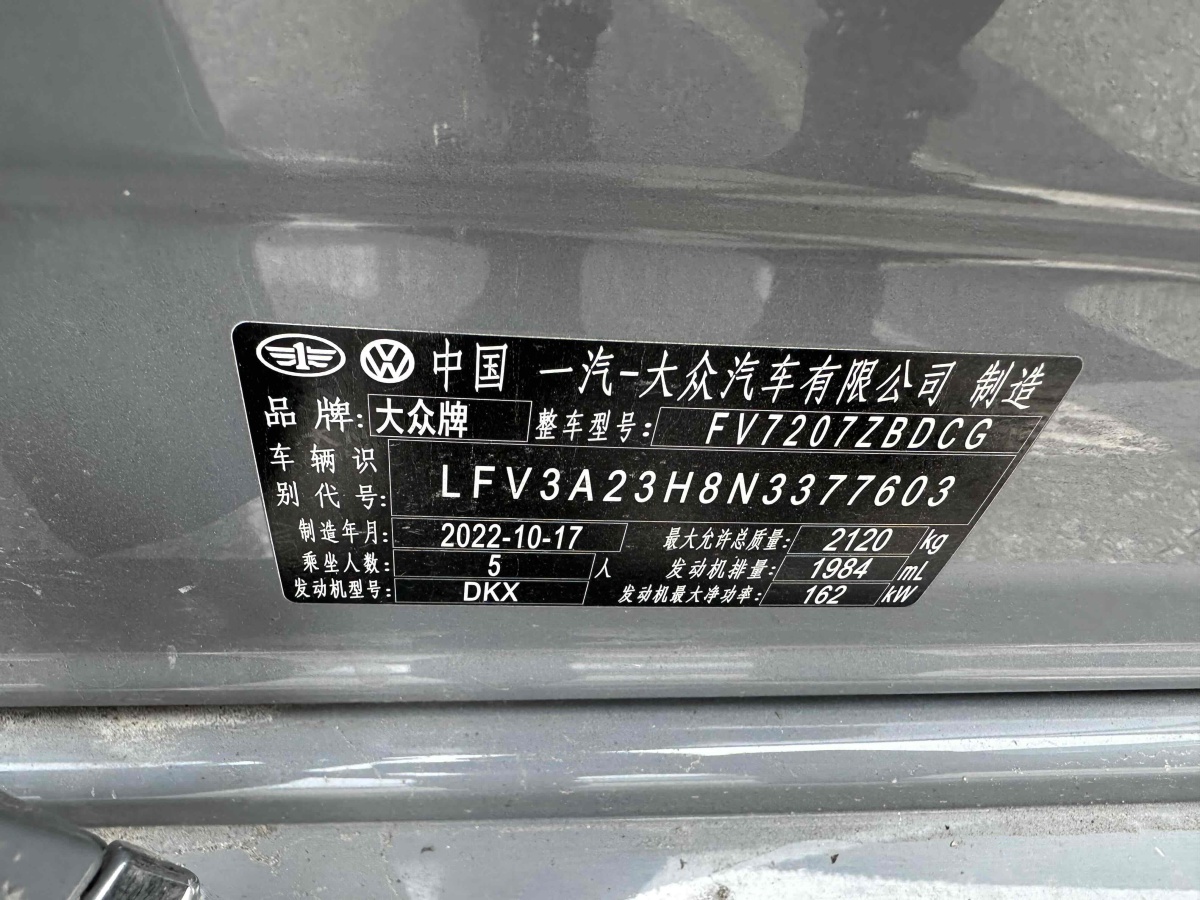 中国 一汽-大众汽车有限公司 制造
品牌: 大众牌 整车型号: FV7207ZBDCG
车辆识别代号: LFV3A23H8N3377603
制造年月: 2022-10-17 最大允许总质量: 2120 kg
乘坐人数: 5 人 发动机排量: 1984 mL
发动机型号: DKX 发动机最大净功率: 162 kW